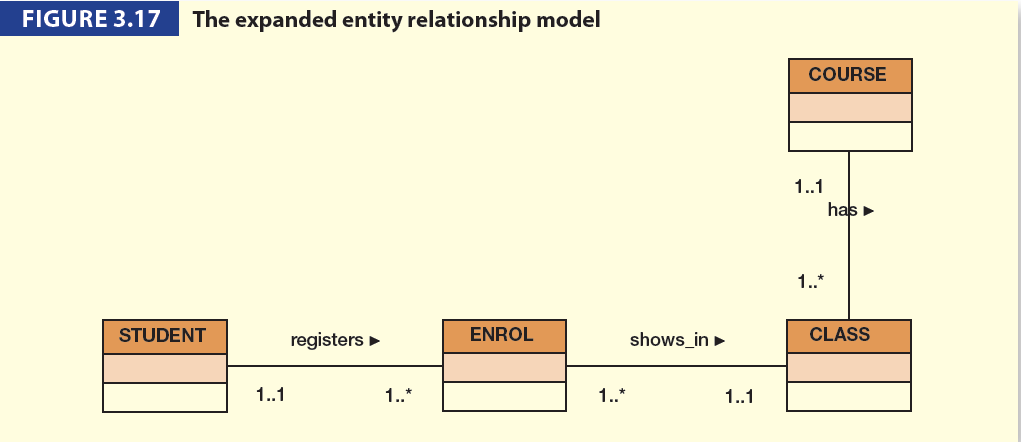 FIGURE 3.17 The expanded entity relationship model
COURSE
1..1
has ►
1..*
STUDENT
registers ►
ENROL
shows_in ►
CLASS
1..1
1..*
1..*
1..1